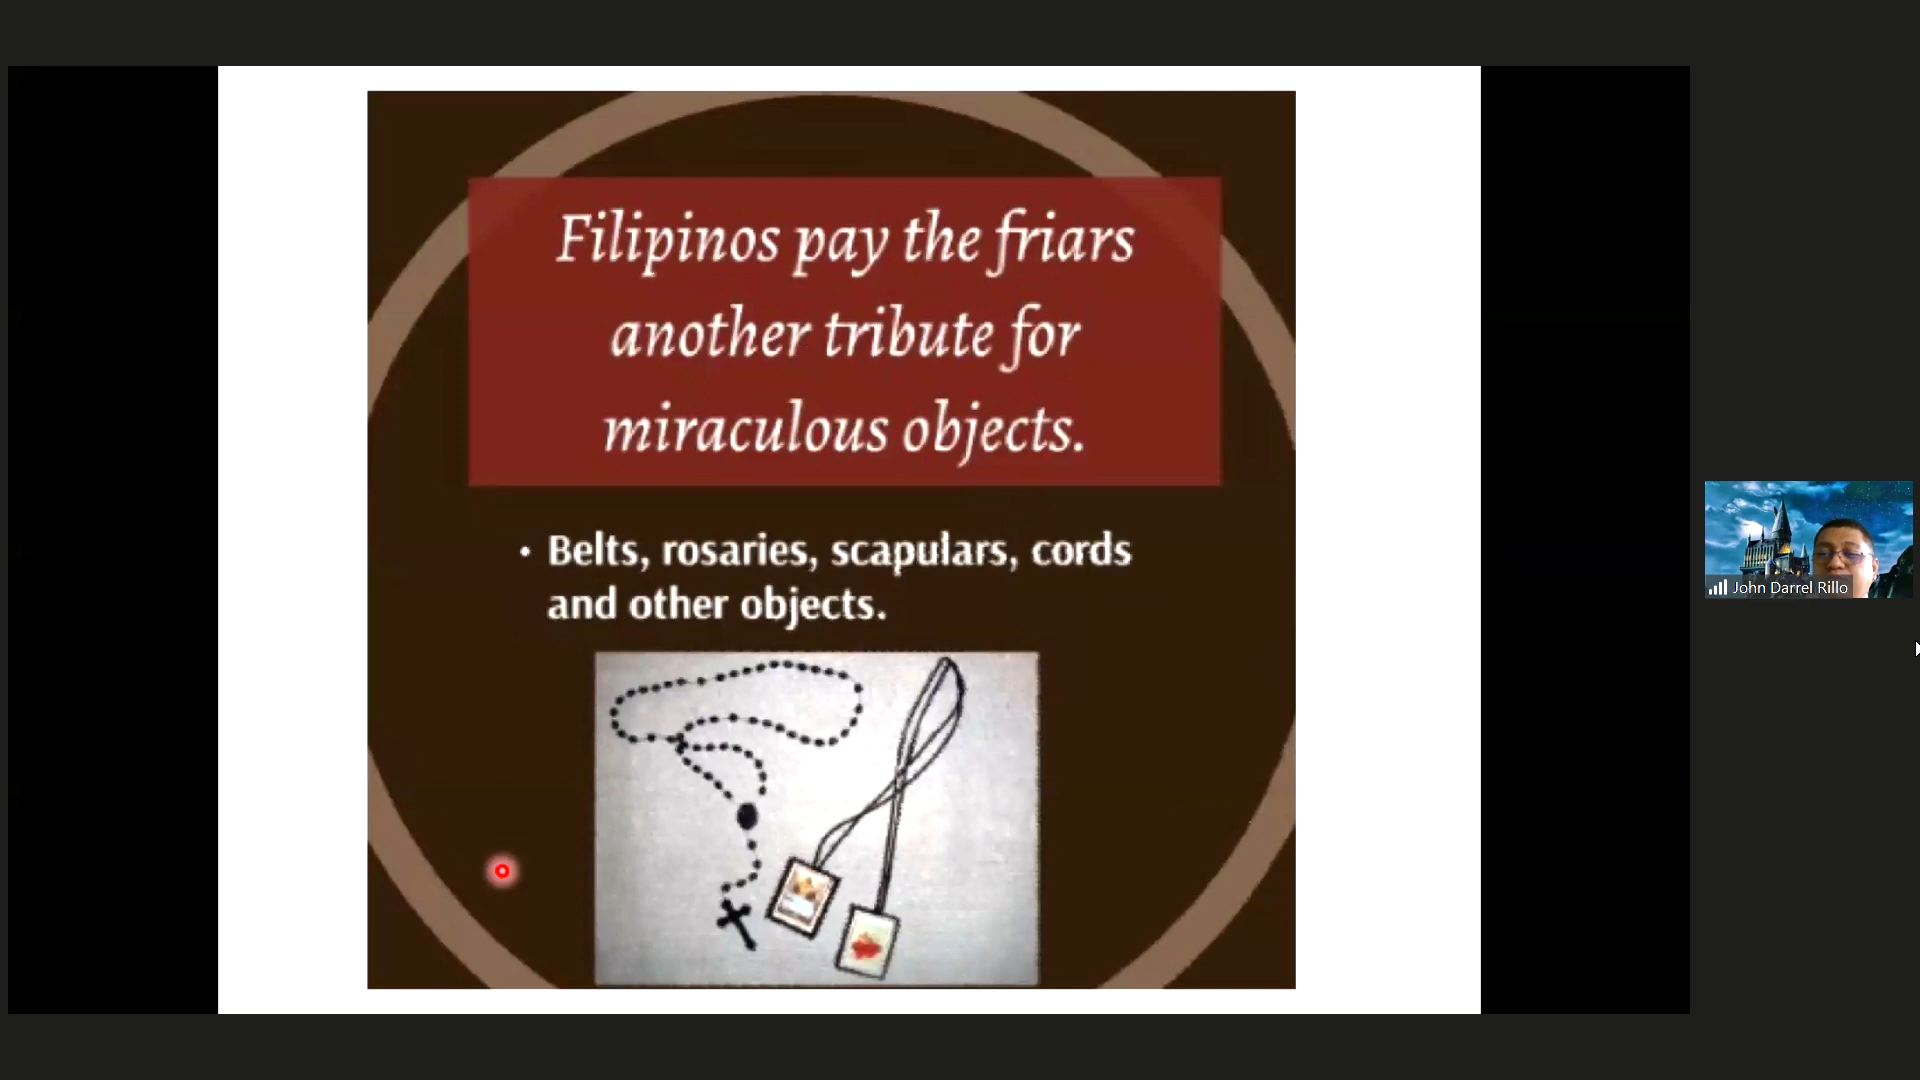 Filipinos pay the friars
another tribute for
miraculous objects.
• Belts, rosaries, scapulars, cords
and other objects.
John Darrel Rillo